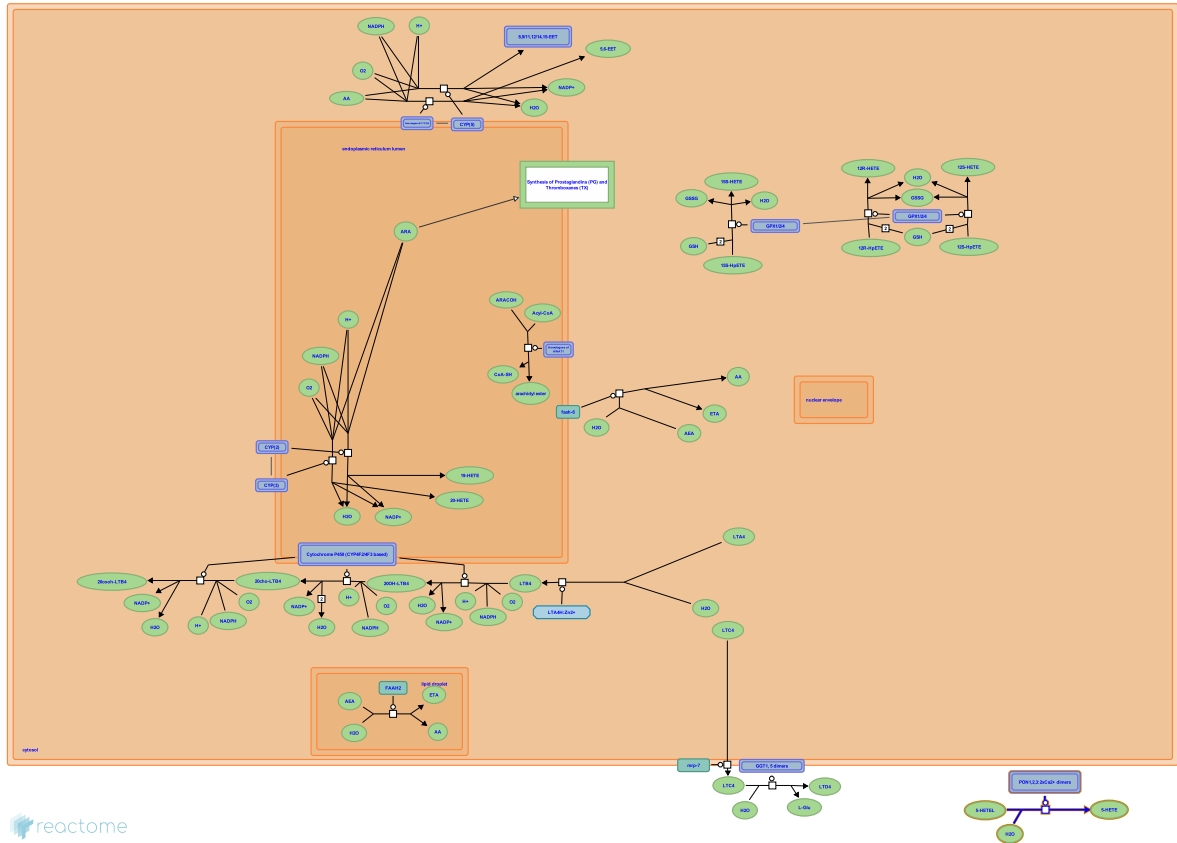 NADPH
H+
8,9/11,12/14,15-EET
5,6-EET
O2
AA
NADP+
H2O
CYP(5)
endoplasmic reticulum lumen
Synthesis of Prostaglandins (PG) and
Thromboxanes (TX)
ARA
15S-HETE
GSSG
H2O
GPX1/2/4
GSH
2
15S-HpETE
12R-HETE
12S-HETE
H2O
GSSG
GPX1/2/4
2
2
GSH
12R-HpETE
12S-HpETE
ARACOH
Acyl-CoA
CoA-SH
arachidyl ester
H+
NADPH
O2
faah-5
AA
ETA
H2O
AEA
nuclear envelope
CYP(2)
CYP(3)
19-HETE
20-HETE
H2O
NADP+
Cytochrome P450 (CYP4F2/4F3 based)
20cooh-LTB4
20cho-LTB4
20OH-LTB4
LTB4
NADP+
H2O
H+
NADPH
O2
NADP+
2
H2O
H+
NADPH
O2
H2O
NADP+
H+
NADPH
O2
LTA4H:Zn2+
LTA4
H2O
LTC4
lipid droplet
FAAH2
AEA
ETA
H2O
AA
cytosol
mrp-7
GGT1, 5 dimers
LTC4
LTD4
H2O
L-Glu
PON1,2,3:2xCa2+ dimers
5-HETEL
5-HETE
H2O
reactome